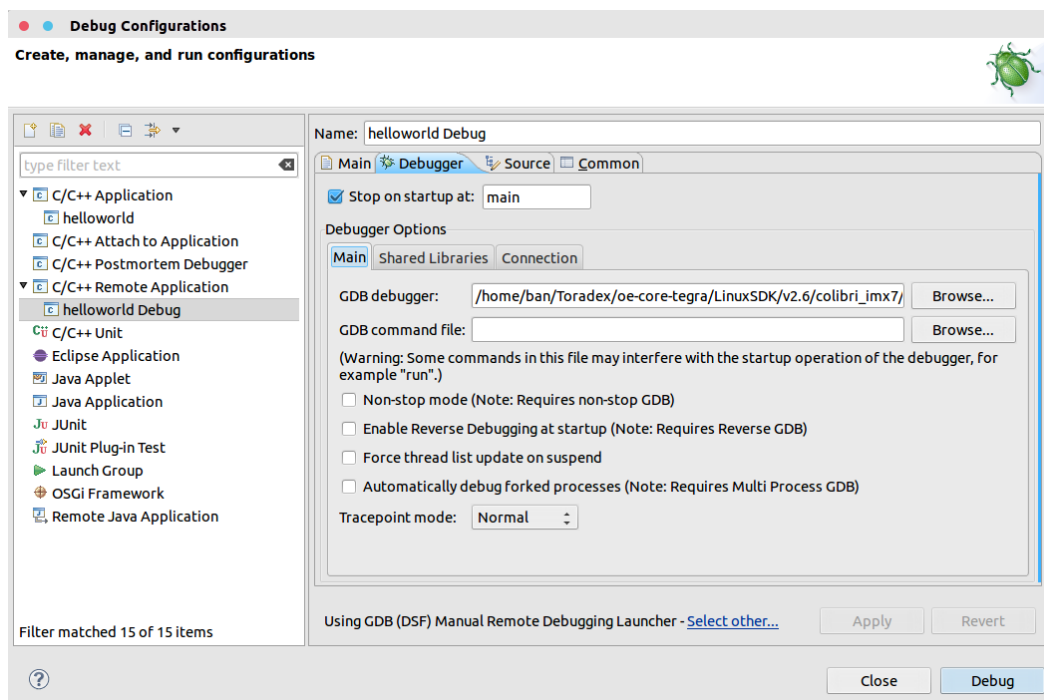 Debug Configurations
Create, manage, and run configurations
type filter text
C/C++ Application
helloworld
C/C++ Attach to Application
C/C++ Postmortem Debugger
C/C++ Remote Application
helloworld Debug
C/C++ Unit
Eclipse Application
Java Applet
Java Application
JUnit
JUnit Plug-in Test
Launch Group
OSGi Framework
Remote Java Application
Filter matched 15 of 15 items
Name: helloworld Debug
Main Debugger Source Common
Stop on startup at: main
Debugger Options
Main Shared Libraries Connection
GDB debugger: /home/ban/Toradex/oe-core-tegra/LinuxSDK/v2.6/colibri_imx7/ Browse...
GDB command file: Browse...
(Warning: Some commands in this file may interfere with the startup operation of the debugger, for
example "run".)
Non-stop mode (Note: Requires non-stop GDB)
Enable Reverse Debugging at startup (Note: Requires Reverse GDB)
Force thread list update on suspend
Automatically debug forked processes (Note: Requires Multi Process GDB)
Tracepoint mode: Normal
Using GDB (DSF) Manual Remote Debugging Launcher - Select other...
Apply Revert
Close Debug